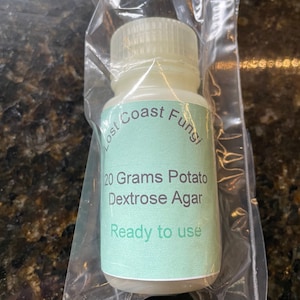 Lost Coast Fungi
20 Grams Potato
Dextrose Agar
Ready to use